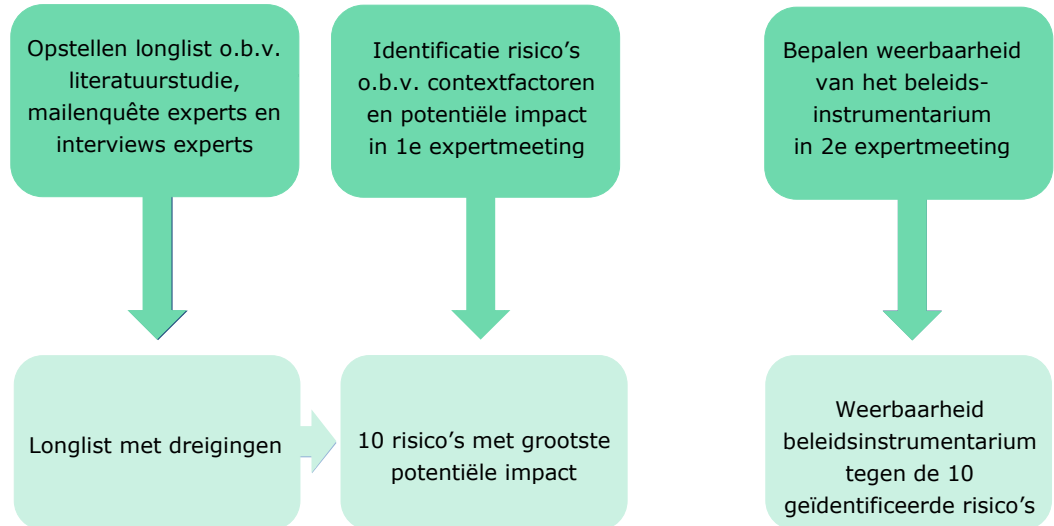 Opstellen longlist o.b.v.
literatuurstudie,
mailenquête experts en
interviews experts
Identificatie risico’s
o.b.v. contextfactoren
en potentiële impact
in 1e expertmeeting
Bepalen weerbaarheid
van het beleids-
instrumentarium
in 2e expertmeeting
Longlist met dreigingen
10 risico’s met grootste
potentiële impact
Weerbaarheid
beleidsinstrumentarium
tegen de 10
geïdentificeerde risico’s